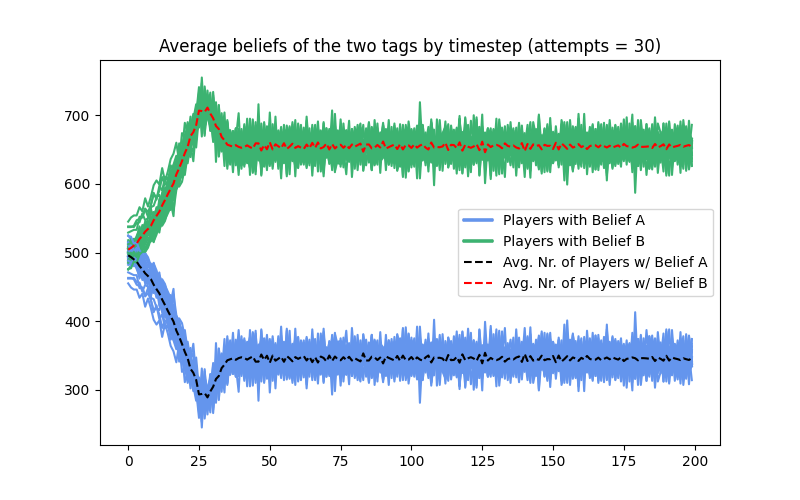 Average beliefs of the two tags by timestep (attempts = 30)
700
600
500
400
300
Players with Belief A
Players with Belief B
Avg. Nr. of Players w/ Belief A
Avg. Nr. of Players w/ Belief B
0 25 50 75 100 125 150 175 200